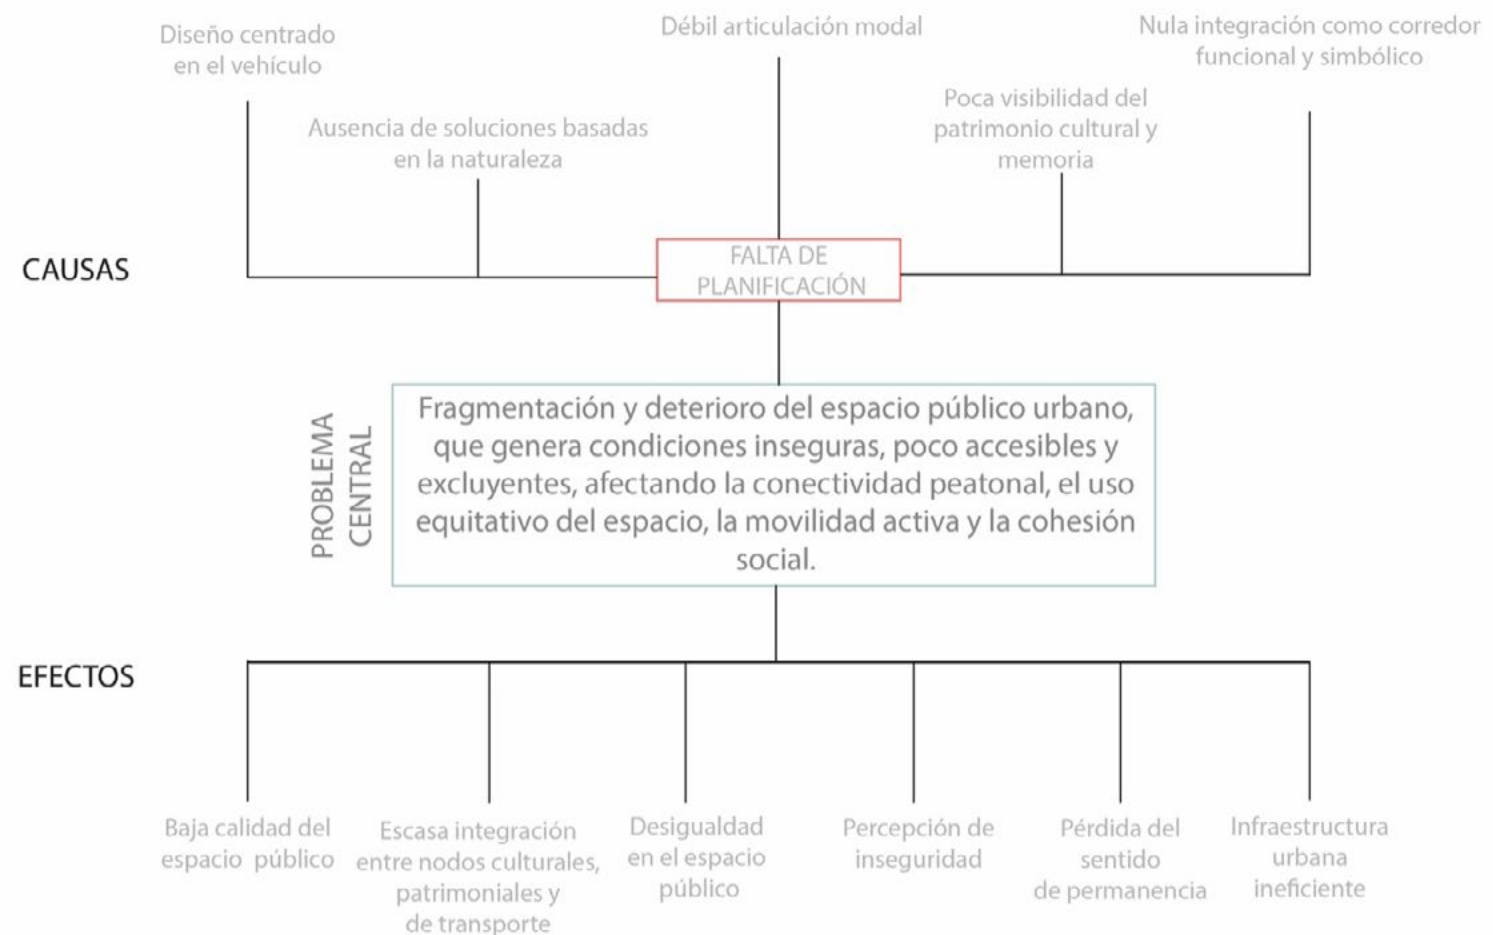 Diseño centrado
en el vehículo
Ausencia de soluciones basadas
en la naturaleza
Débil articulación modal
Poca visibilidad del
patrimonio cultural y
memoria
Nula integración como corredor
funcional y simbólico
CAUSAS
FALTA DE
PLANIFICACIÓN
PROBLEMA
CENTRAL
Fragmentación y deterioro del espacio público urbano,
que genera condiciones inseguras, poco accesibles y
excluyentes, afectando la conectividad peatonal, el uso
equitativo del espacio, la movilidad activa y la cohesión
social.
EFECTOS
Baja calidad del
espacio público
Escasa integración
entre nodos culturales,
patrimoniales y
de transporte
Desigualdad
en el espacio
público
Percepción de
inseguridad
Pérdida del
sentido
de permanencia
Infraestructura
urbana
ineficiente